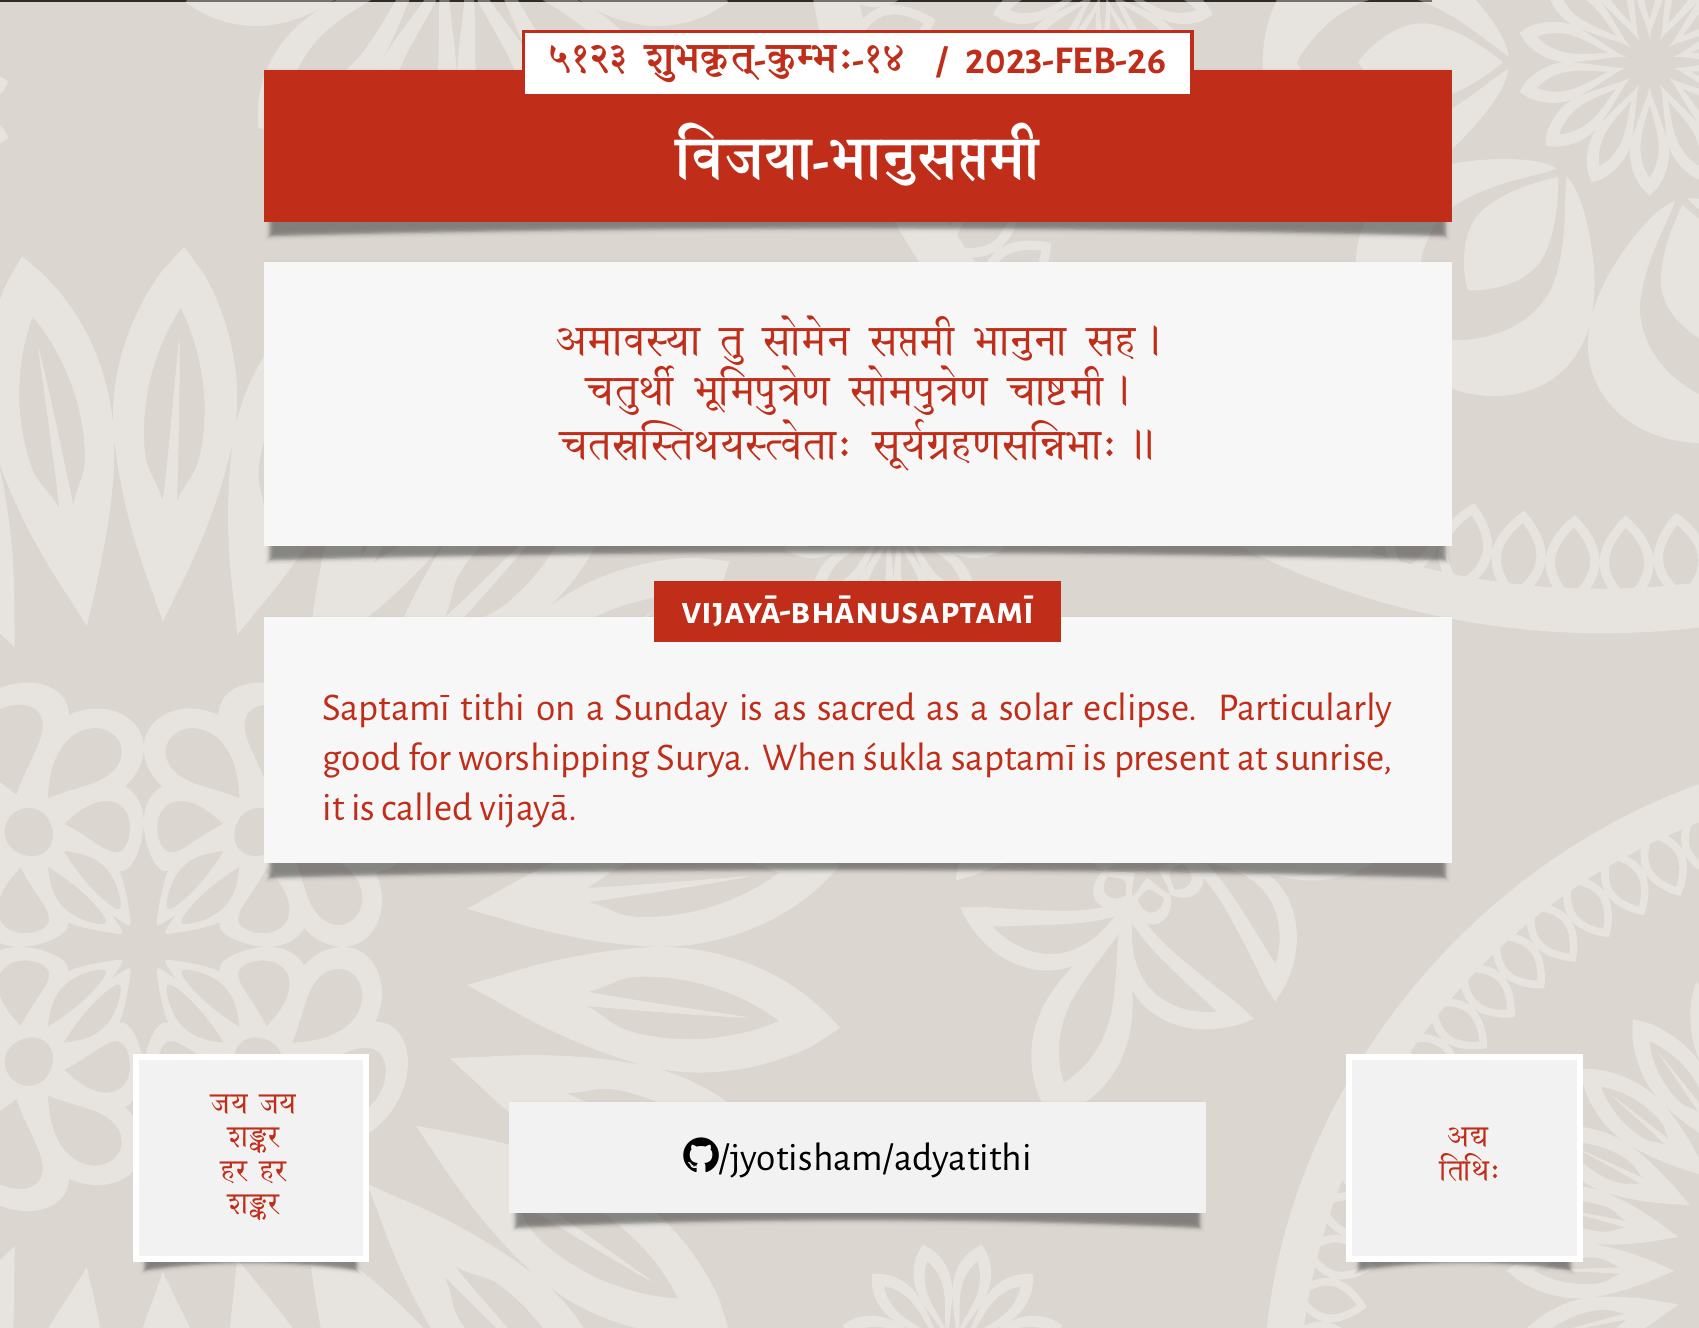 ५१२३ शुभकृत्-कुम्भः-१४ / 2023-FEB-26
विजया-भानुसप्तमी
अमावस्या तु सोमेन सप्तमी भानुना सह।
चतुर्थी भूमिपुत्रेण सोमपुत्रेण चाष्टमी।
चतस्रस्तिथयस्त्वेताः सूर्यग्रहणसन्निभाः॥
VIJAYĀ-BHĀNUSAPTAMĪ
Saptamī tithi on a Sunday is as sacred as a solar eclipse. Particularly
good for worshipping Surya. When śukla saptamī is present at sunrise,
it is called vijayā.
जय जय
शङ्कर
हर हर
शङ्कर
/jyotisham/adyatithi
अद्य
तिथिः